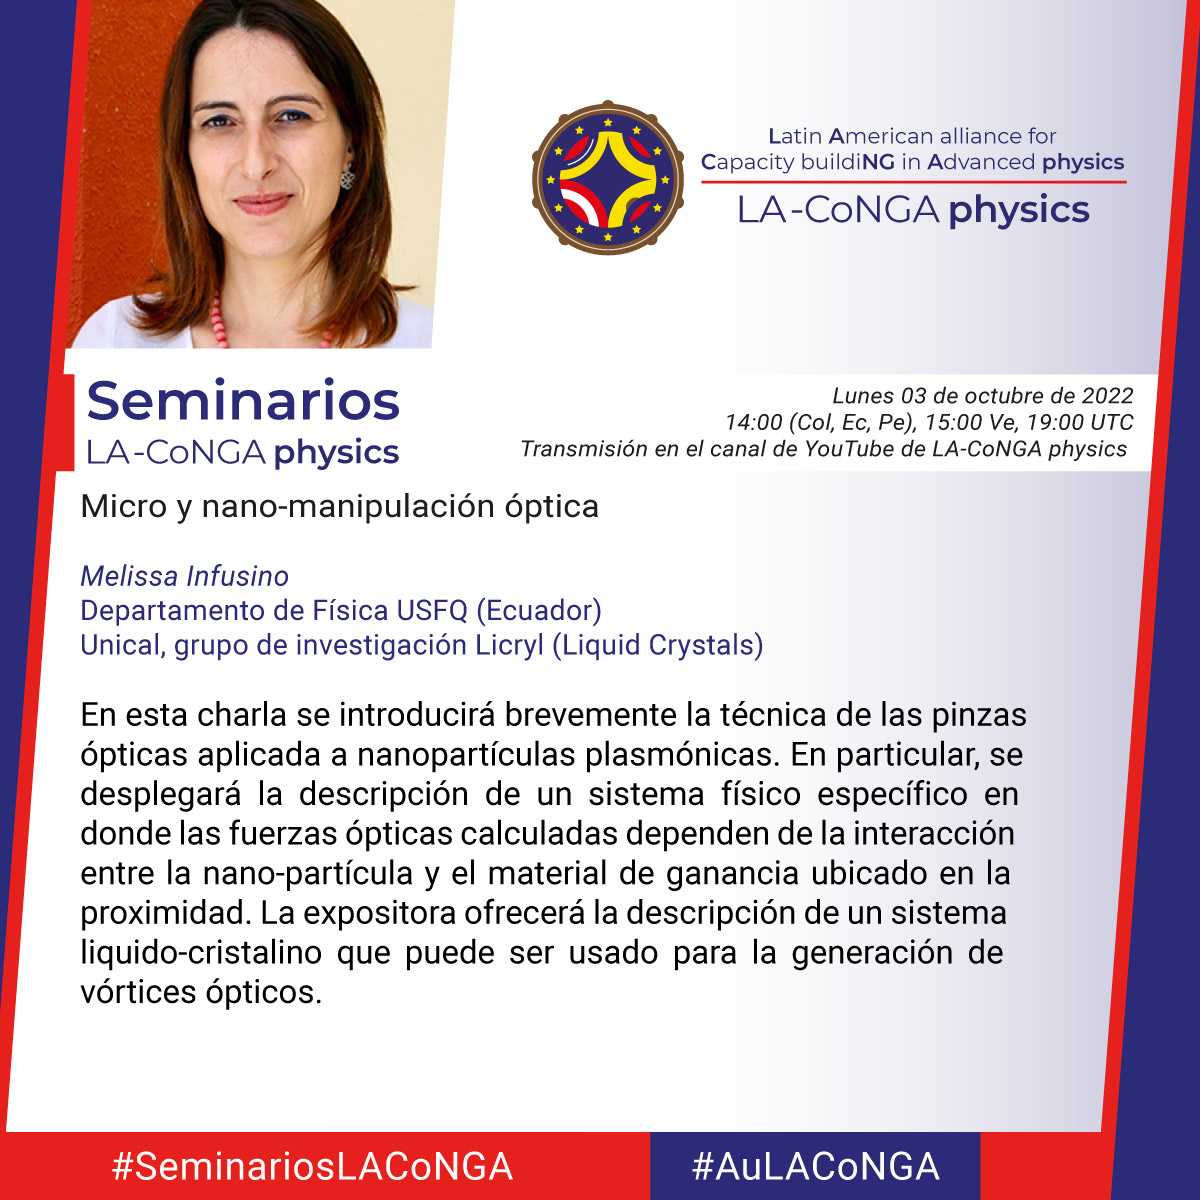 Latin American alliance for
Capacity buildiNG in Advanced physics
LA-CoNGA physics
Seminarios
LA-CoNGA physics
Lunes 03 de octubre de 2022
14:00 (Col, Ec, Pe), 15:00 Ve, 19:00 UTC
Transmisión en el canal de YouTube de LA-CoNGA physics
Micro y nano-manipulación óptica
Melissa Infusino
Departamento de Física USFQ (Ecuador)
Unical, grupo de investigación Licryl (Liquid Crystals)
En esta charla se introducirá brevemente la técnica de las pinzas
ópticas aplicada a nanopartículas plasmónicas. En particular, se
desplegará la descripción de un sistema físico específico en
donde las fuerzas ópticas calculadas dependen de la interacción
entre la nano-partícula y el material de ganancia ubicado en la
proximidad. La expositora ofrecerá la descripción de un sistema
liquido-cristalino que puede ser usado para la generación de
vórtices ópticos.
#SeminariosLACoNGA
#AuLACoNGA